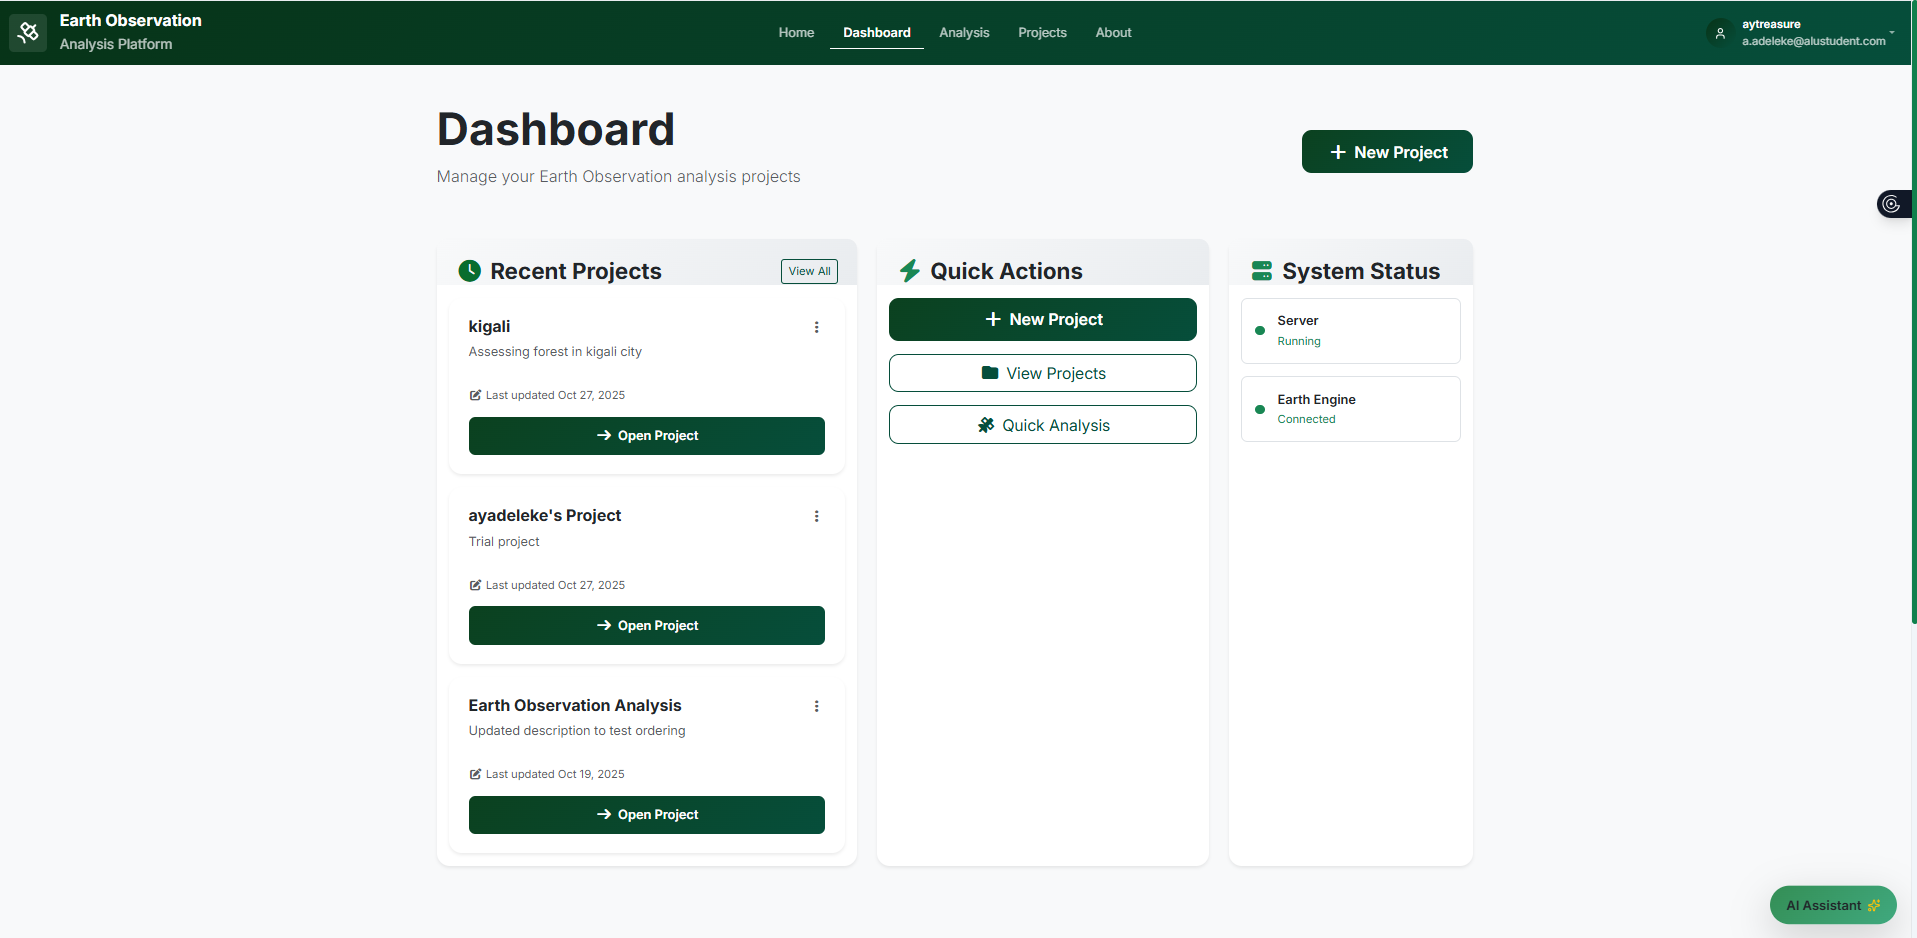 Earth Observation
Analysis Platform
Home
Dashboard
Analysis
Projects
About
aytreasure
a.adeleke@alustudent.com
Dashboard
Manage your Earth Observation analysis projects
New Project
Recent Projects
View All
kigali
Assessing forest in kigali city
Last updated Oct 27, 2025
Open Project
ayadeleke's Project
Trial project
Last updated Oct 27, 2025
Open Project
Earth Observation Analysis
Updated description to test ordering
Last updated Oct 19, 2025
Open Project
Quick Actions
New Project
View Projects
Quick Analysis
System Status
Server
Running
Earth Engine
Connected
AI Assistant